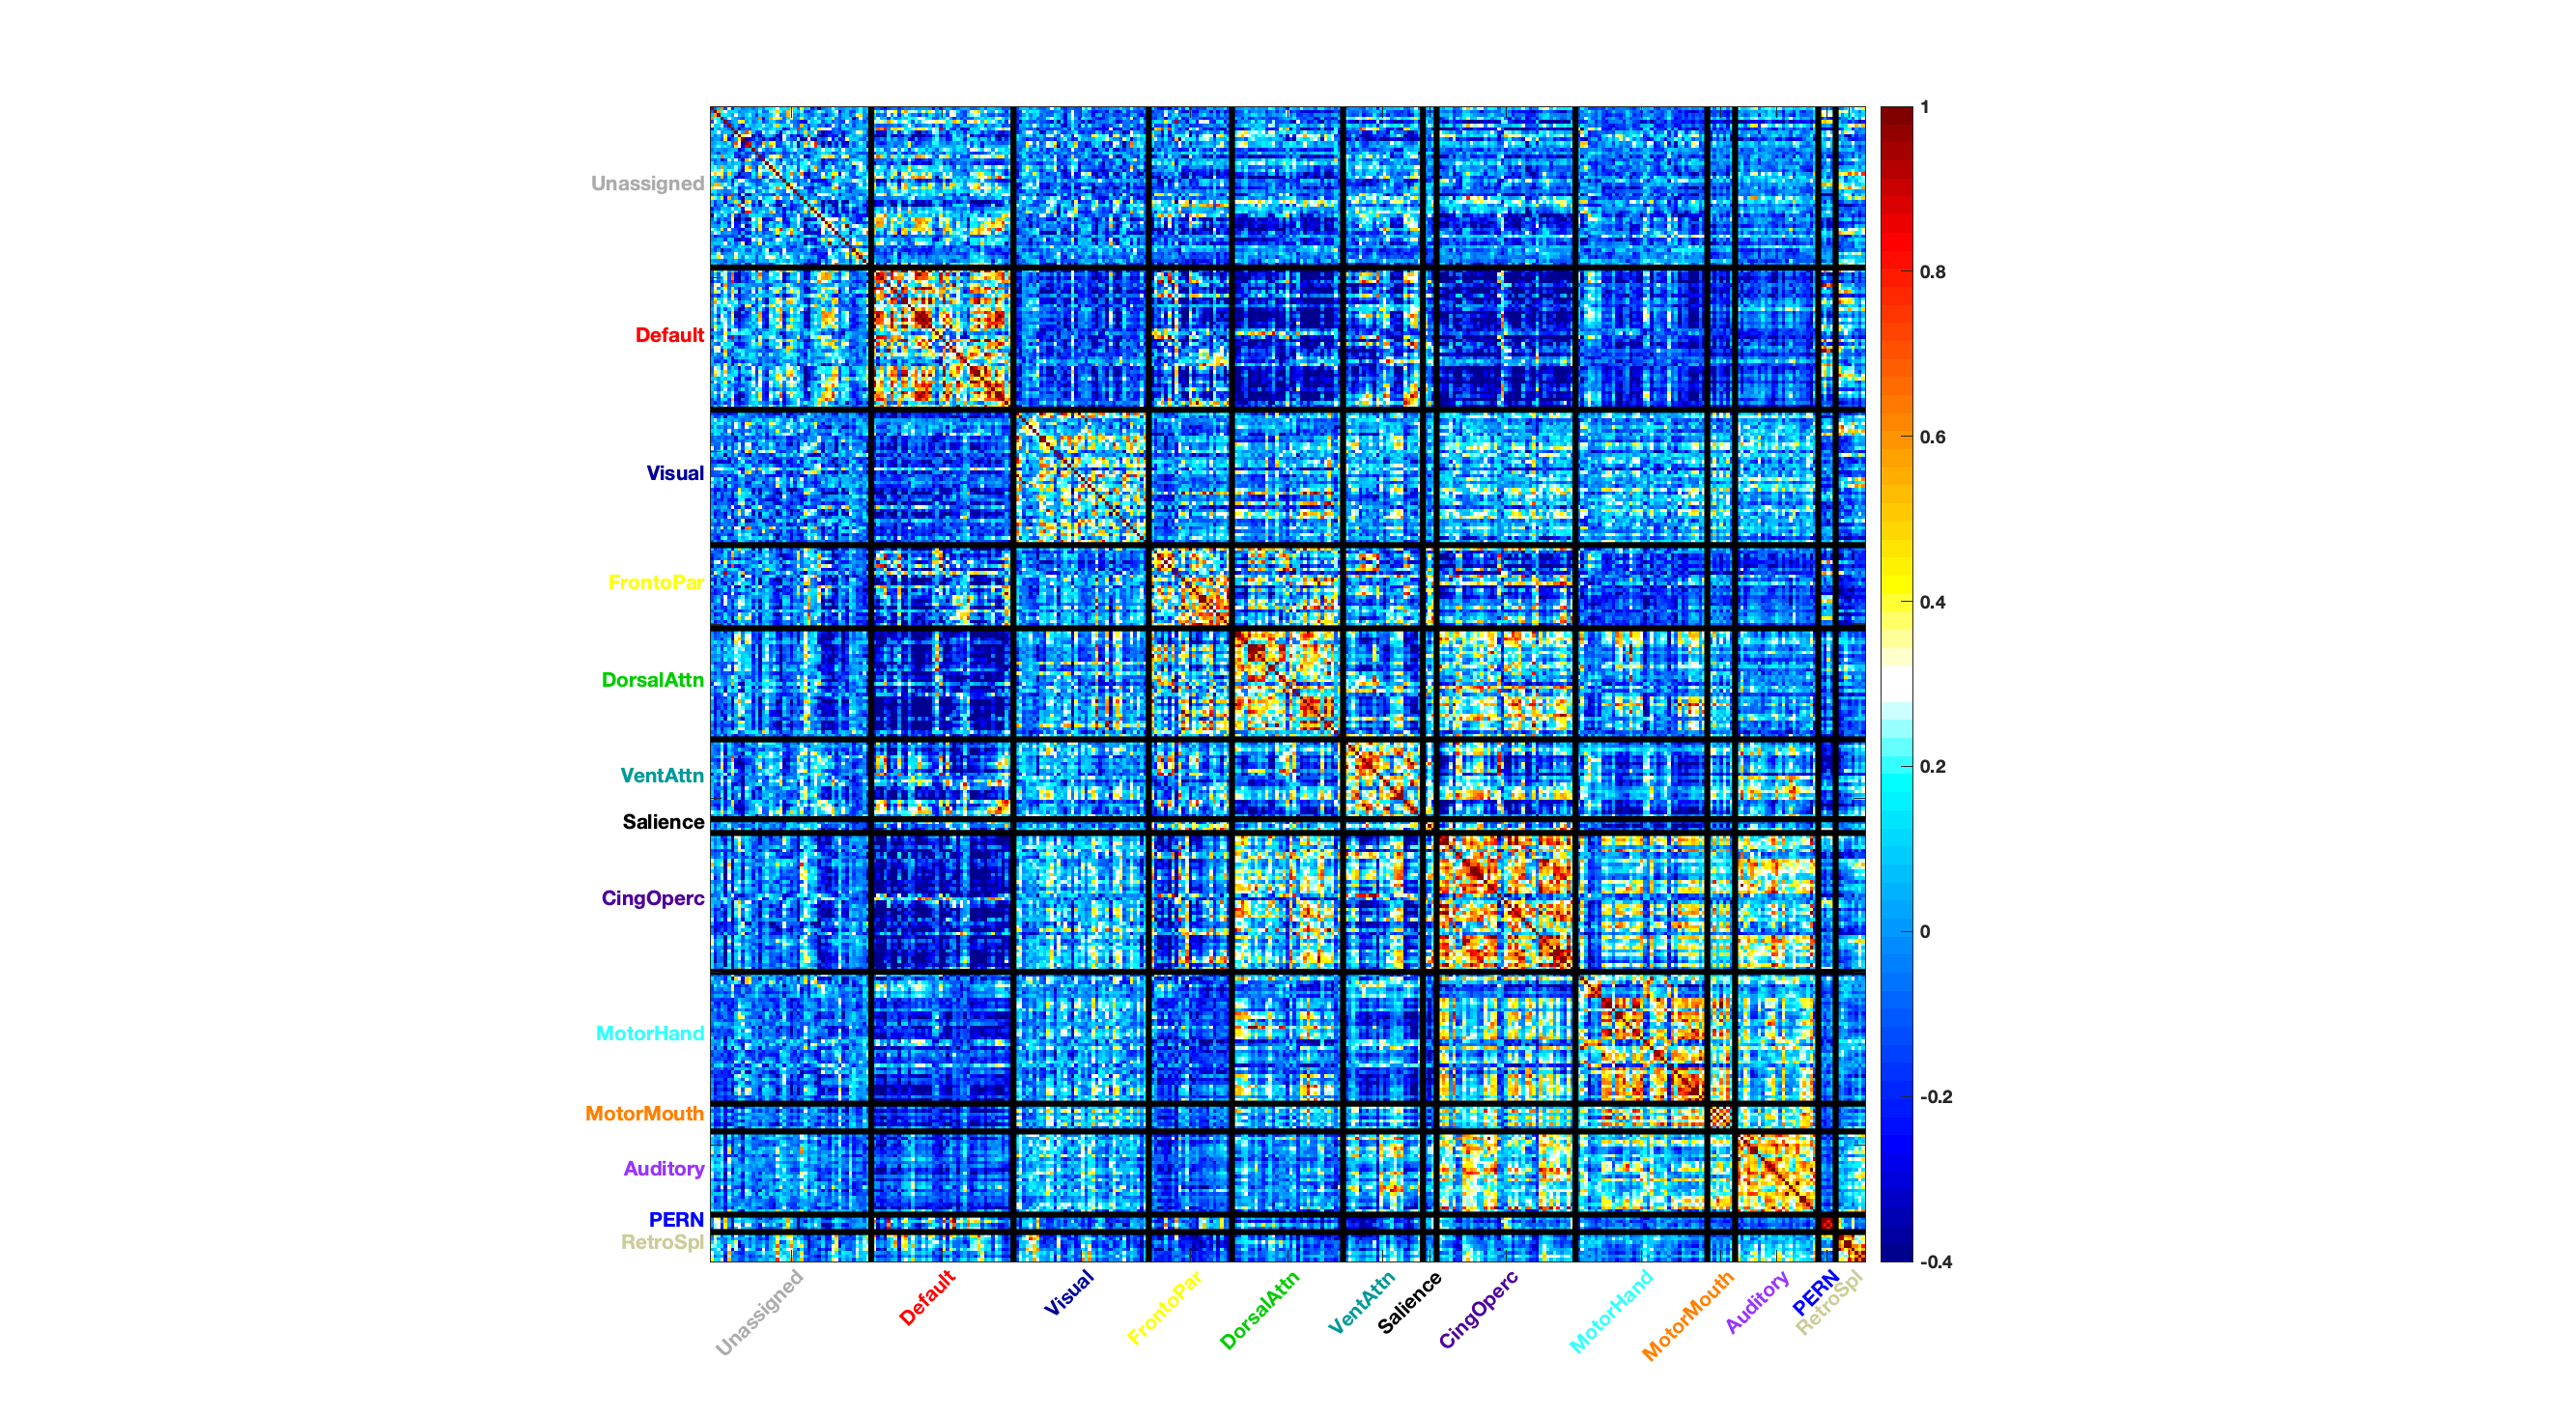 Unassigned
Default
Visual
FrontoPar
DorsalAttn
VentAttn
Salience
CingOperc
MotorHand
MotorMouth
Auditory
PERN
RetroSpl
Unassigned
Default
Visual
FrontoPar
DorsalAttn
VentAttn
Salience
CingOperc
MotorHand
MotorMouth
Auditory
PERN
RetroSpl
1
0.8
0.6
0.4
0.2
0
-0.2
-0.4